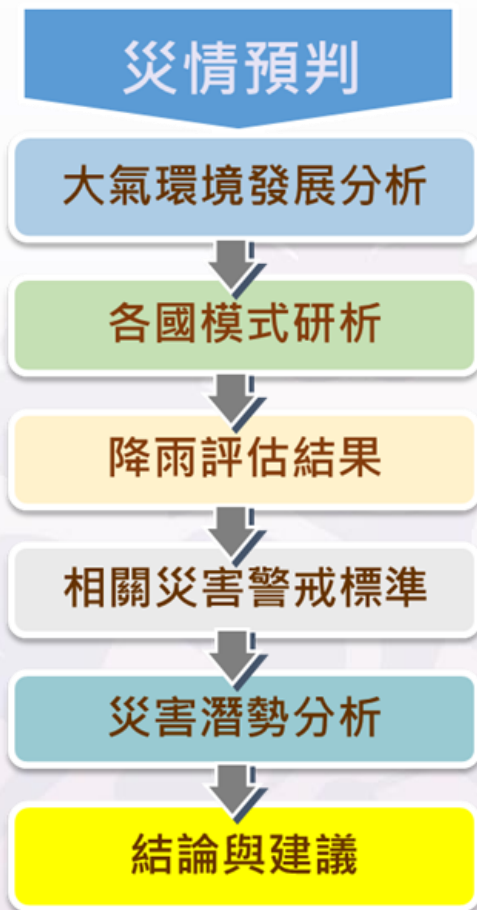 災情預判
大氣環境發展分析
各國模式研析
降雨評估結果
相關災害警戒標準
災害潛勢分析
結論與建議